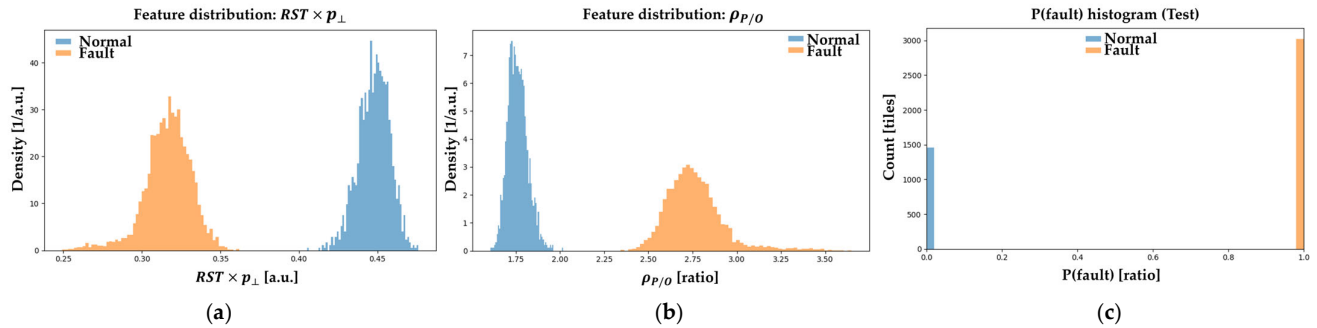 Feature distribution: RST × p⊥
Normal
Fault
40
30
20
10
0
Density [1/a.u.]
0.25 0.30 0.35 0.40 0.45
RST × p⊥ [a.u.]
(a)
Feature distribution: ρP/O
Normal
Fault
7
6
5
4
3
2
1
0
Density [1/a.u.]
1.75 2.00 2.25 2.50 2.75 3.00 3.25 3.50
ρP/O [ratio]
(b)
P(fault) histogram (Test)
Normal
Fault
3000
2500
2000
1500
1000
500
0
Count [tiles]
0.0 0.2 0.4 0.6 0.8 1.0
P(fault) [ratio]
(c)